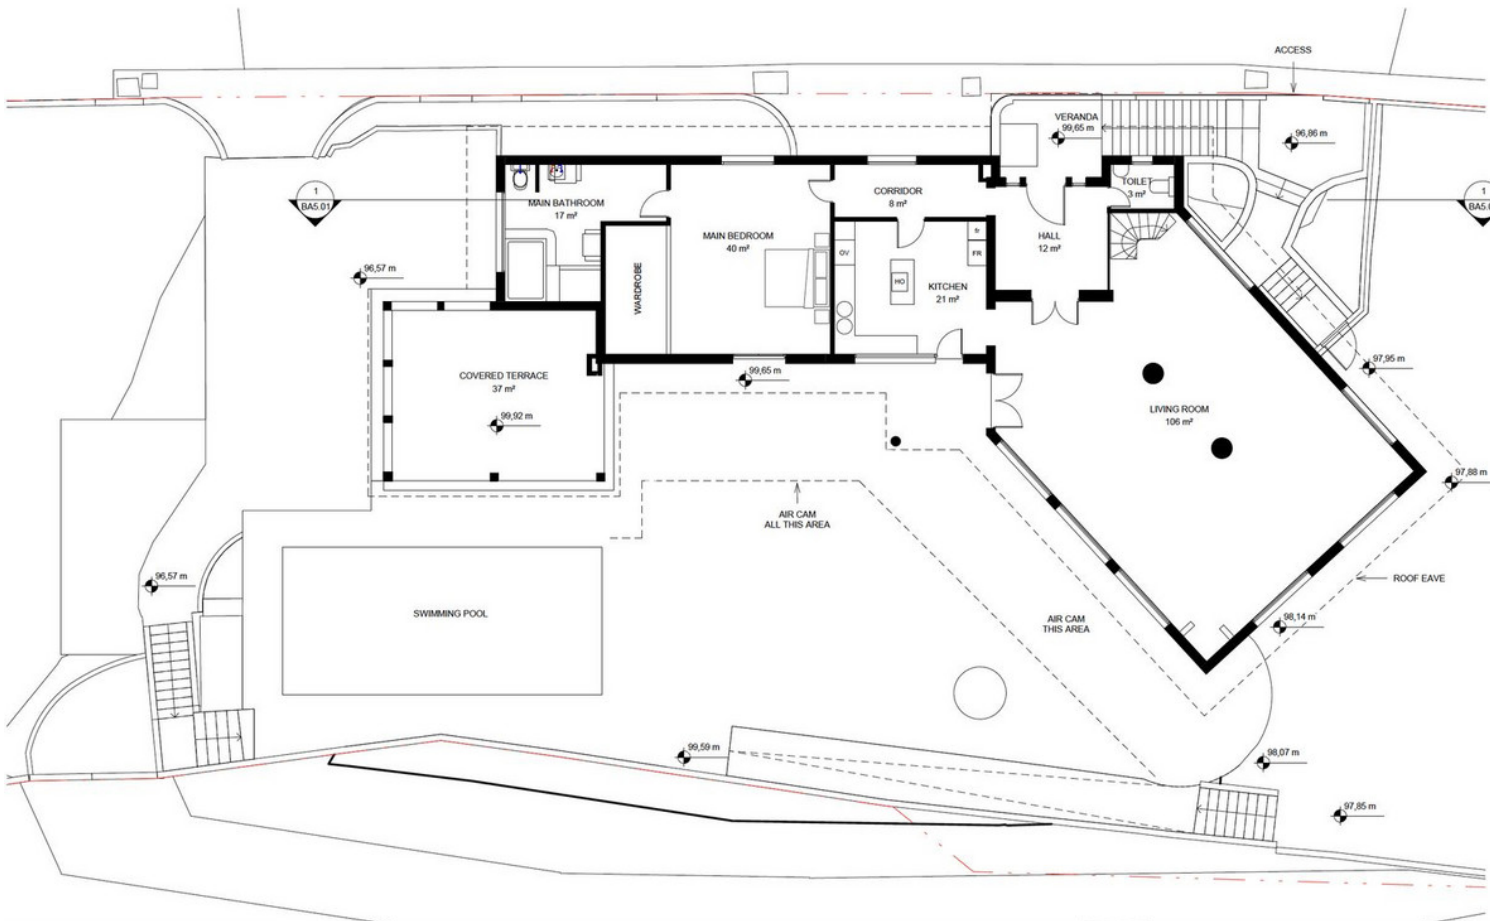 ACCESS
VERANDA
99,65 m
96,86 m
1
BA5.01
MAIN BATHROOM
17 m²
CORRIDOR
8 m²
TOILET
3 m²
1
BA5.0
MAIN BEDROOM
40 m²
HALL
12 m²
fr
FR
OV
HO
KITCHEN
21 m²
WARDROBE
96,57 m
COVERED TERRACE
37 m²
99,92 m
99,65 m
97,95 m
LIVING ROOM
106 m²
97,88 m
AIR CAM
ALL THIS AREA
96,57 m
ROOF EAVE
SWIMMING POOL
AIR CAM
THIS AREA
98,14 m
99,59 m
98,07 m
97,85 m